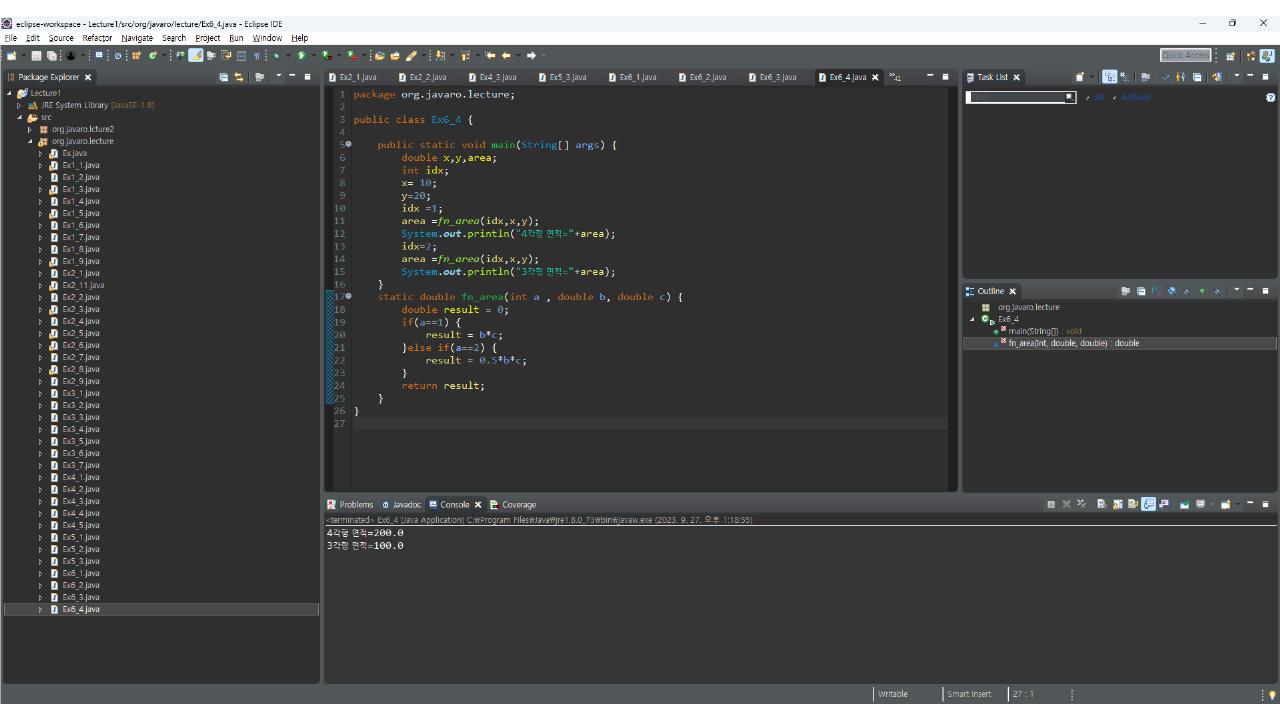 eclipse-workspace - Lecture1/src/org/javaro/lecture/Ex6_4.java - Eclipse IDE
File Edit Source Refactor Navigate Search Project Run Window Help
Quick Access
Package Explorer
Lecture1
JRE System Library [JavaSE-1.8]
src
org.javaro.lcture2
org.javaro.lecture
Ex.java
Ex1_1.java
Ex1_2.java
Ex1_3.java
Ex1_4.java
Ex1_5.java
Ex1_6.java
Ex1_7.java
Ex1_8.java
Ex1_9.java
Ex2_1.java
Ex2_11.java
Ex2_2.java
Ex2_3.java
Ex2_4.java
Ex2_5.java
Ex2_6.java
Ex2_7.java
Ex2_8.java
Ex2_9.java
Ex3_1.java
Ex3_2.java
Ex3_3.java
Ex3_4.java
Ex3_5.java
Ex3_6.java
Ex3_7.java
Ex4_1.java
Ex4_2.java
Ex4_3.java
Ex4_4.java
Ex4_5.java
Ex5_1.java
Ex5_2.java
Ex5_3.java
Ex6_1.java
Ex6_2.java
Ex6_3.java
Ex6_4.java
Ex2_1.java Ex2_2.java Ex4_3.java Ex5_3.java Ex6_1.java Ex6_2.java Ex6_3.java Ex6_4.java
1 package org.javaro.lecture;
2
3 public class Ex6_4 {
4
5 public static void main(String[] args) {
6 double x,y,area;
7 int idx;
8 x= 10;
9 y=20;
10 idx =1;
11 area =fn_area(idx,x,y);
12 System.out.println("4각형 면적="+area);
13 idx=2;
14 area =fn_area(idx,x,y);
15 System.out.println("3각형 면적="+area);
16 }
17 static double fn_area(int a , double b, double c) {
18 double result = 0;
19 if(a==1) {
20 result = b*c;
21 }else if(a==2) {
22 result = 0.5*b*c;
23 }
24 return result;
25 }
26 }
27
Task List
All Activate
Outline
org.javaro.lecture
Ex6_4
main(String[]) : void
fn_area(int, double, double) : double
Problems Javadoc Console Coverage
<terminated> Ex6_4 [Java Application] C:₩Program Files₩Java₩jre1.8.0_73₩bin₩javaw.exe (2023. 9. 27. 오후 1:18:55)
4각형 면적=200.0
3각형 면적=100.0
Writable Smart Insert 27 : 1